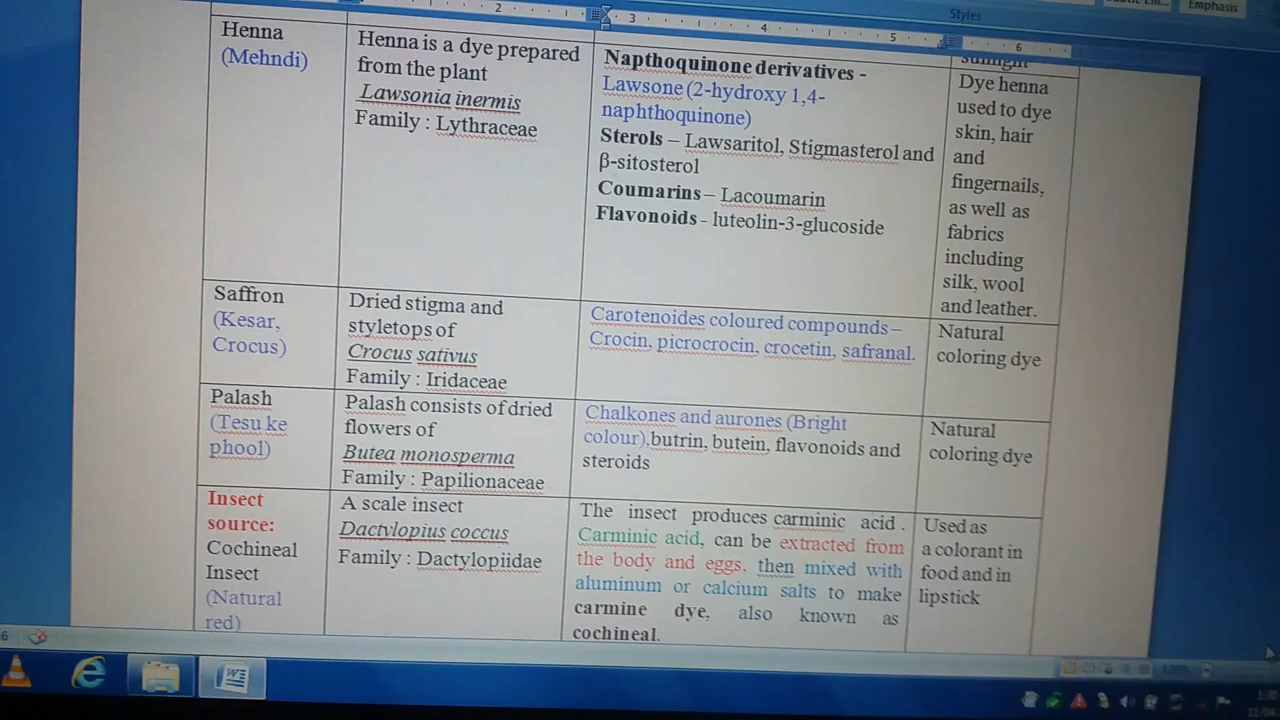 Emphasis
Styles
2
3
4
5
6
Henna
(Mehndi)
Henna is a dye prepared
from the plant
Lawsonia inermis
Family : Lythraceae
Napthoquinone derivatives -
Lawsone (2-hydroxy 1,4-
naphthoquinone)
Sterols – Lawsaritol, Stigmasterol and
β-sitosterol
Coumarins – Lacoumarin
Flavonoids - luteolin-3-glucoside
sunlight
Dye henna
used to dye
skin, hair
and
fingernails,
as well as
fabrics
including
silk, wool
and leather.
Saffron
(Kesar,
Crocus)
Dried stigma and
styletops of
Crocus sativus
Family : Iridaceae
Carotenoides coloured compounds –
Crocin, picrocrocin, crocetin, safranal.
Natural
coloring dye
Palash
(Tesu ke
phool)
Palash consists of dried
flowers of
Butea monosperma
Family : Papilionaceae
Chalkones and aurones (Bright
colour),butrin, butein, flavonoids and
steroids
Natural
coloring dye
Insect
source:
Cochineal
Insect
(Natural
red)
A scale insect
Dactylopius coccus
Family : Dactylopiidae
The insect produces carminic acid .
Carminic acid, can be extracted from
the body and eggs. then mixed with
aluminum or calcium salts to make
carmine dye, also known as
cochineal.
Used as
a colorant in
food and in
lipstick